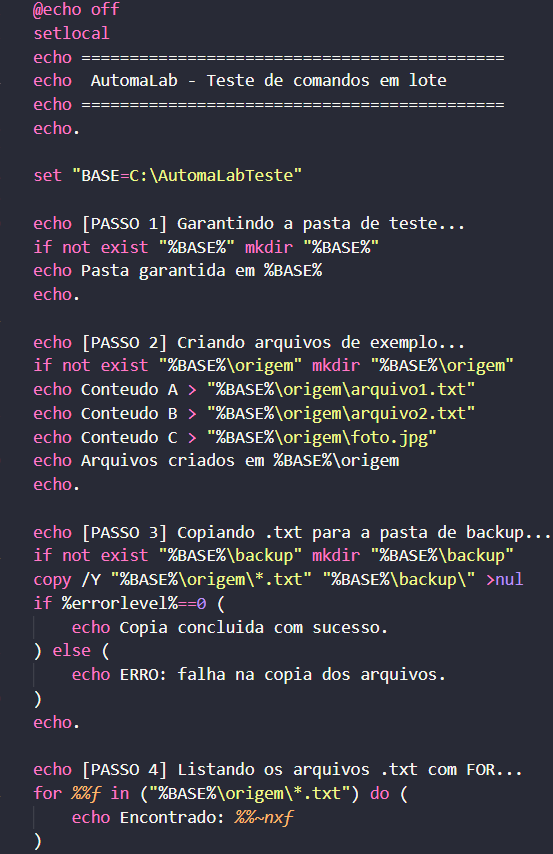 @echo off
setlocal
echo ============================================
echo  AutomaLab - Teste de comandos em lote
echo ============================================
echo.
set "BASE=C:\AutomaLabTeste"
echo [PASSO 1] Garantindo a pasta de teste...
if not exist "%BASE%" mkdir "%BASE%"
echo Pasta garantida em %BASE%
echo.
echo [PASSO 2] Criando arquivos de exemplo...
if not exist "%BASE%\origem" mkdir "%BASE%\origem"
echo Conteudo A > "%BASE%\origem\arquivo1.txt"
echo Conteudo B > "%BASE%\origem\arquivo2.txt"
echo Conteudo C > "%BASE%\origem\foto.jpg"
echo Arquivos criados em %BASE%\origem
echo.
echo [PASSO 3] Copiando .txt para a pasta de backup...
if not exist "%BASE%\backup" mkdir "%BASE%\backup"
copy /Y "%BASE%\origem\*.txt" "%BASE%\backup\" >nul
if %errorlevel%==0 (
    echo Copia concluida com sucesso.
) else (
    echo ERRO: falha na copia dos arquivos.
)
echo.
echo [PASSO 4] Listando os arquivos .txt com FOR...
for %%f in ("%BASE%\origem\*.txt") do (
    echo Encontrado: %%~nxf
)